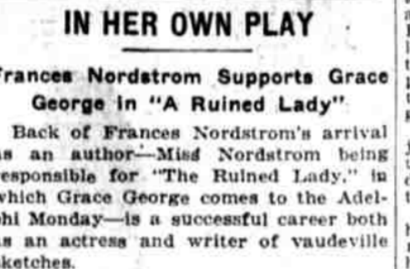 IN HER OWN PLAY
Frances Nordstrom Supports Grace
George in "A Ruined Lady"
Back of Frances Nordstrom's arrival
as an author—Miss Nordstrom being
responsible for "The Ruined Lady," in
which Grace George comes to the Adel-
phi Monday—is a successful career both
as an actress and writer of vaudeville
sketches.